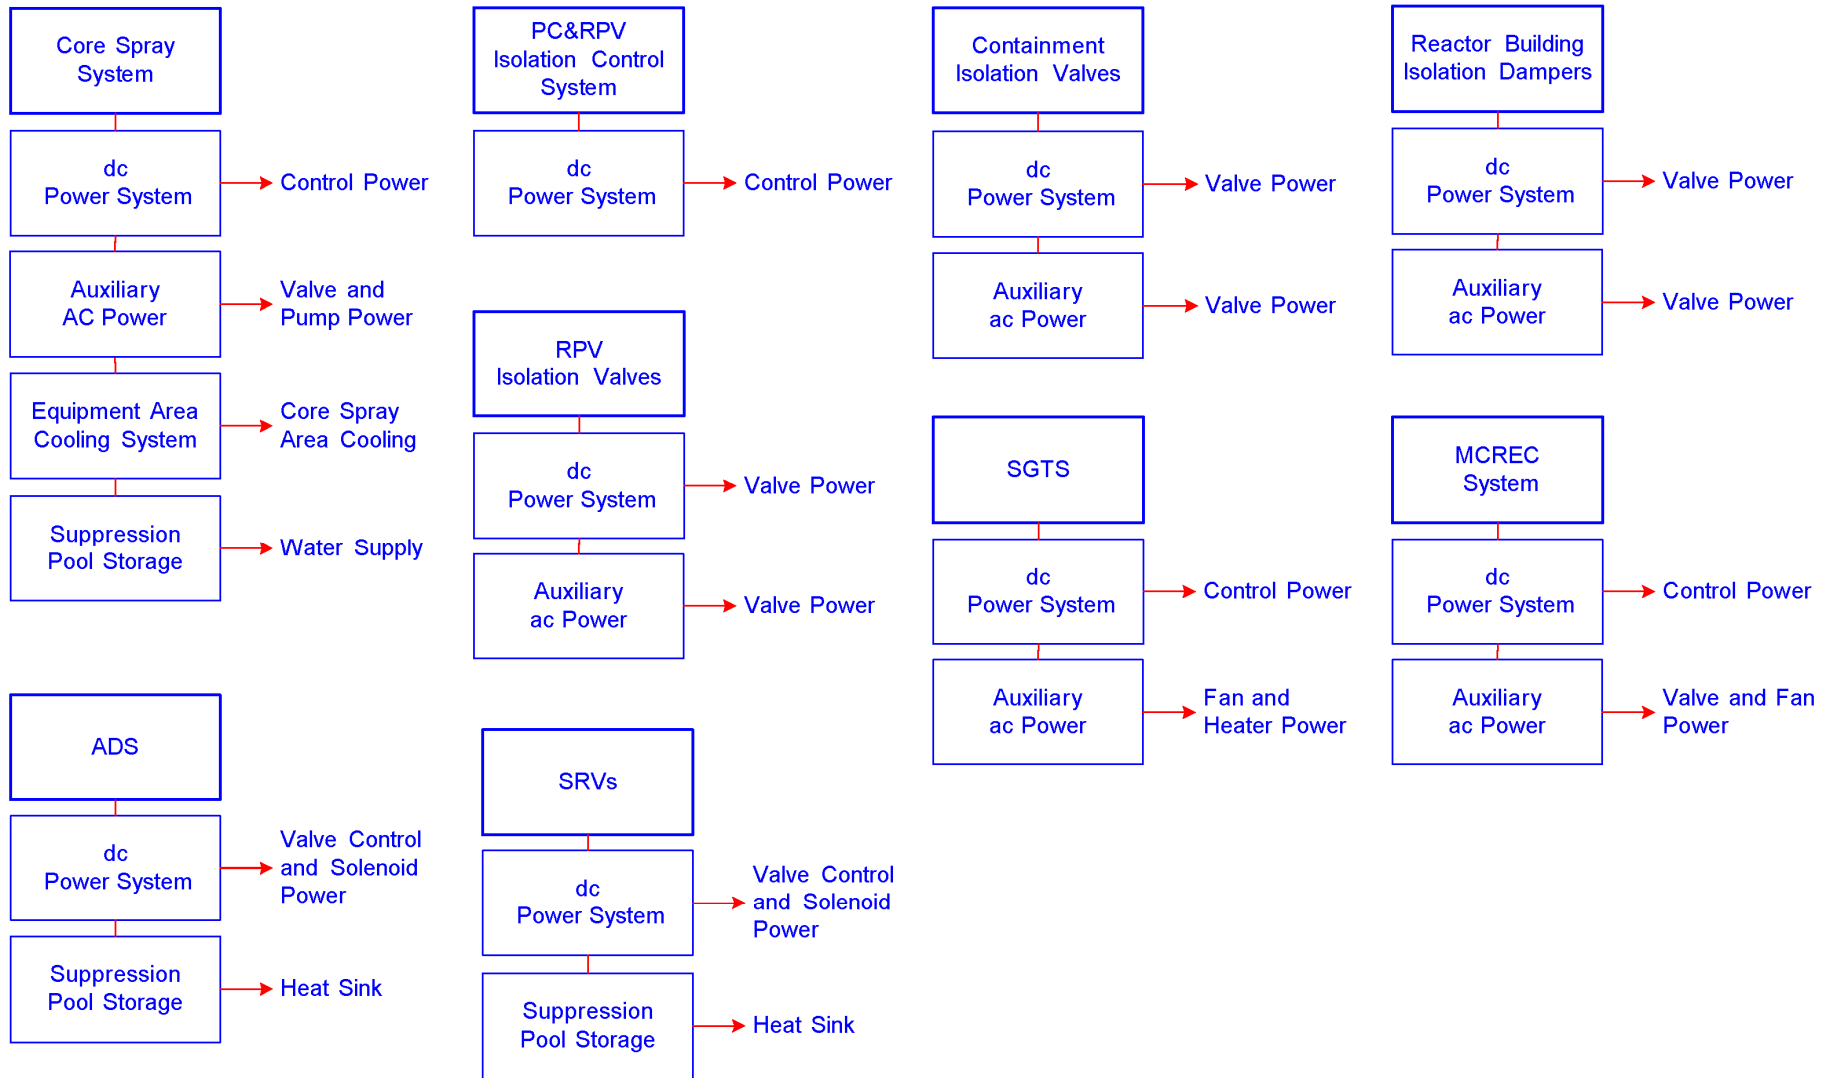 Core Spray
System
dc
Power System
Control Power
Auxiliary
AC Power
Valve and
Pump Power
Equipment Area
Cooling System
Core Spray
Area Cooling
Suppression
Pool Storage
Water Supply
ADS
dc
Power System
Valve Control
and Solenoid
Power
Suppression
Pool Storage
Heat Sink
PC&RPV
Isolation Control
System
dc
Power System
Control Power
RPV
Isolation Valves
dc
Power System
Valve Power
Auxiliary
ac Power
Valve Power
SRVs
dc
Power System
Valve Control
and Solenoid
Power
Suppression
Pool Storage
Heat Sink
Containment
Isolation Valves
dc
Power System
Valve Power
Auxiliary
ac Power
Valve Power
SGTS
dc
Power System
Control Power
Auxiliary
ac Power
Fan and
Heater Power
Reactor Building
Isolation Dampers
dc
Power System
Valve Power
Auxiliary
ac Power
Valve Power
MCREC
System
dc
Power System
Control Power
Auxiliary
ac Power
Valve and Fan
Power